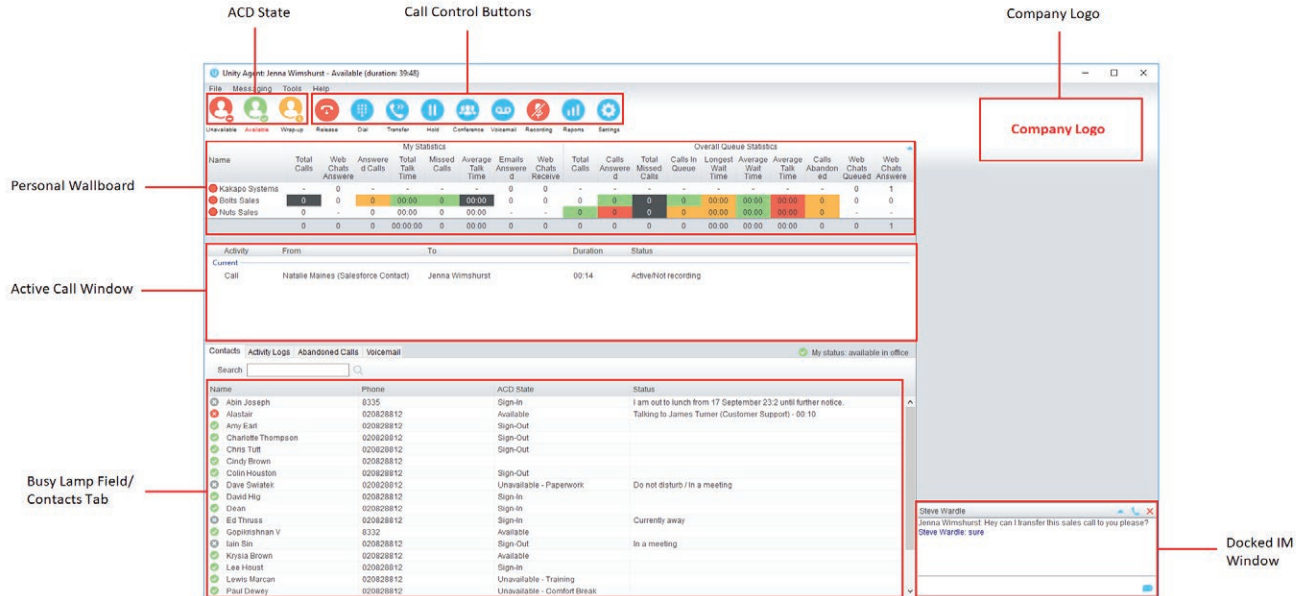 ACD State
Call Control Buttons
Company Logo
Unity Agent: Jenna Wimshurst - Available (duration: 39:48)
File Messaging Tools Help
Unavailable Available Wrap-up Release Dial Transfer Hold Conference Voicemail Recording Reports Settings
Company Logo
Personal Wallboard
My Statistics Overall Queue Statistics
Name Total Calls Web Chats Answere Answere d Calls Total Talk Time Missed Calls Average Talk Time Emails Answere d Web Chats Receive Total Calls Calls Answere d Total Missed Calls Calls In Queue Longest Wait Time Average Wait Time Average Talk Time Calls Abandon ed Web Chats Queued Web Chats Answere
Kakapo Systems - 0 - - - - 0 0 - - - - - - - - 0 1
Bolts Sales 0 0 0 00:00 0 00:00 0 0 0 0 0 0 00:00 00:00 00:00 0 0 0
Nuts Sales 0 - 0 00:00 0 00:00 - - 0 0 0 0 00:00 00:00 00:00 0 - -
0 0 0 00:00:00 0 00:00 0 0 0 0 0 0 00:00 00:00 00:00 0 0 1
Active Call Window
Activity From To Duration Status
Current
Call Natalie Maines (Salesforce Contact) Jenna Wimshurst 00:14 Active/Not recording
Contacts Activity Logs Abandoned Calls Voicemail My status: available in office
Search
Busy Lamp Field/
Contacts Tab
Name Phone ACD State Status
Abin Joseph 8335 Sign-In I am out to lunch from 17 September 23:2 until further notice.
Alastair 020828812 Available Talking to James Turner (Customer Support) - 00:10
Amy Earl 020828812 Sign-Out
Charlotte Thompson 020828812 Sign-Out
Chris Tutt 020828812 Sign-Out
Cindy Brown 020828812
Colin Houston 020828812 Sign-Out
Dave Swiatek 020828812 Unavailable - Paperwork Do not disturb / In a meeting
David Hig 020828812 Sign-In
Dean 020828812 Sign-In
Ed Thruss 020828812 Sign-In Currently away
Gopikrishnan V 8332 Available
Iain Sin 020828812 Sign-Out In a meeting
Krysia Brown 020828812 Available
Lee Houst 020828812 Sign-In
Lewis Marcan 020828812 Unavailable - Training
Paul Dewey 020828812 Unavailable - Comfort Break
Steve Wardle
Jenna Wimshurst: Hey can I transfer this sales call to you please?
Steve Wardle: sure
Docked IM
Window